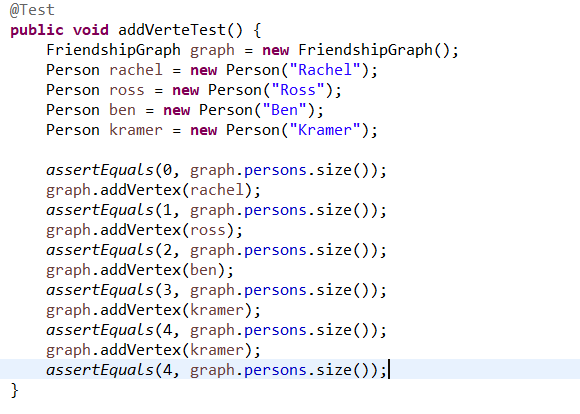 @Test
public void addVerteTest() {
    FriendshipGraph graph = new FriendshipGraph();
    Person rachel = new Person("Rachel");
    Person ross = new Person("Ross");
    Person ben = new Person("Ben");
    Person kramer = new Person("Kramer");

    assertEquals(0, graph.persons.size());
    graph.addVertex(rachel);
    assertEquals(1, graph.persons.size());
    graph.addVertex(ross);
    assertEquals(2, graph.persons.size());
    graph.addVertex(ben);
    assertEquals(3, graph.persons.size());
    graph.addVertex(kramer);
    assertEquals(4, graph.persons.size());
    graph.addVertex(kramer);
    assertEquals(4, graph.persons.size());
}